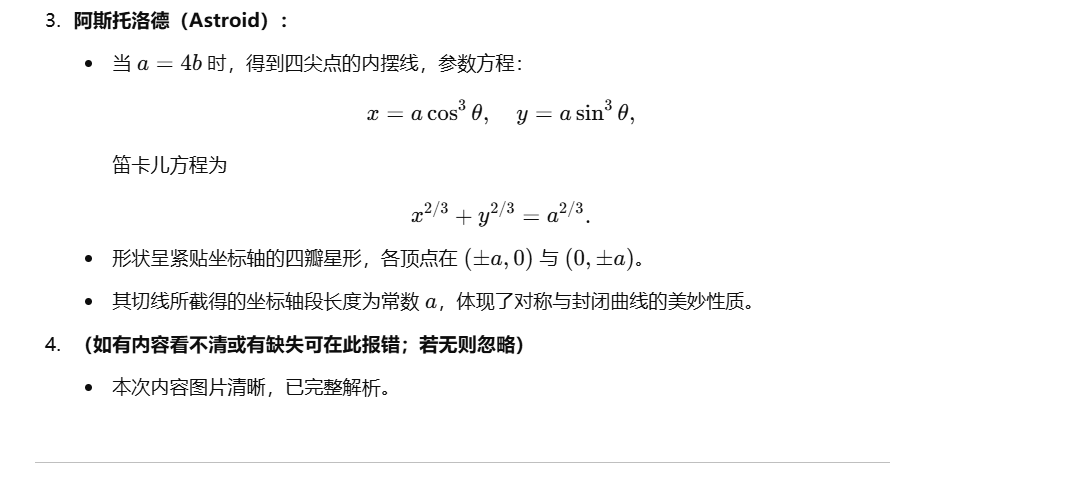 3. 阿斯托洛德（Astroid）：
• 当 a = 4b 时，得到四尖点的内摆线，参数方程：
x = a cos³ θ, y = a sin³ θ,
笛卡儿方程为
x^{2/3} + y^{2/3} = a^{2/3}.
• 形状呈紧贴坐标轴的四瓣星形，各顶点在 (±a, 0) 与 (0, ±a)。
• 其切线所截得的坐标轴段长度为常数 a，体现了对称与封闭曲线的美妙性质。
4. （如有内容看不清或有缺失可在此报错；若无则忽略）
• 本次内容图片清晰，已完整解析。